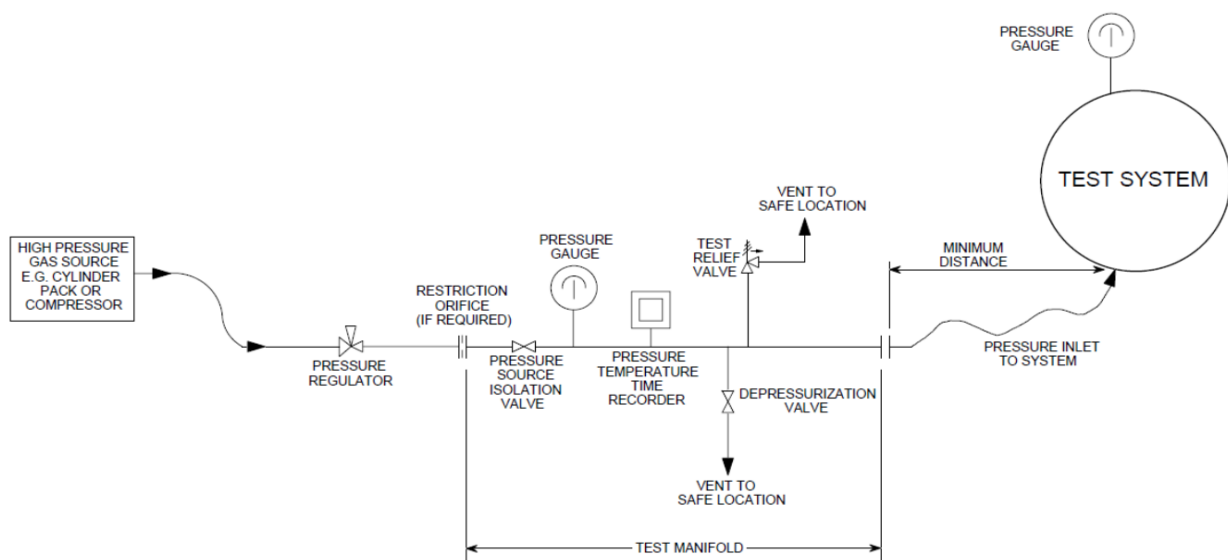 PRESSURE
GAUGE
TEST SYSTEM
VENT TO
SAFE LOCATION
HIGH PRESSURE
GAS SOURCE
E.G. CYLINDER
PACK OR
COMPRESSOR
PRESSURE
GAUGE
TEST
RELIEF
VALVE
MINIMUM
DISTANCE
RESTRICTION
ORIFICE
(IF REQUIRED)
PRESSURE
REGULATOR
PRESSURE
SOURCE
ISOLATION
VALVE
PRESSURE
TEMPERATURE
TIME
RECORDER
DEPRESSURIZATION
VALVE
PRESSURE INLET
TO SYSTEM
VENT TO
SAFE LOCATION
TEST MANIFOLD